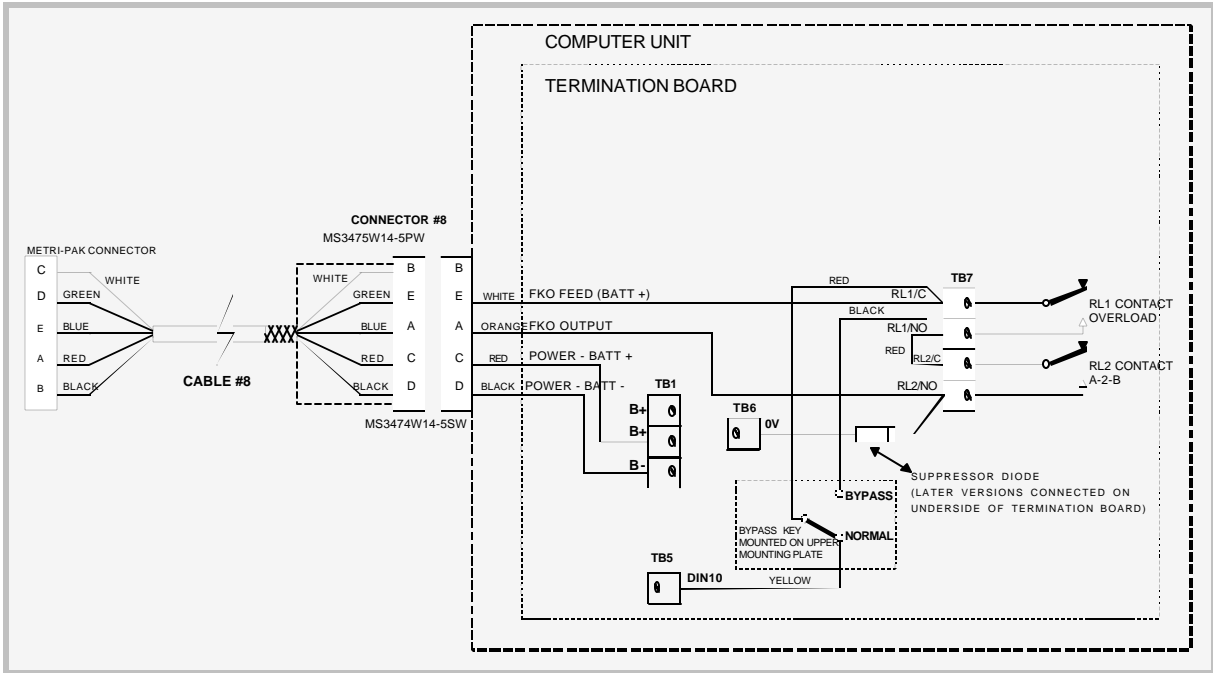 COMPUTER UNIT
TERMINATION BOARD
CONNECTOR #8
MS3475W14-5PW
METRI-PAK CONNECTOR
C
WHITE
D
GREEN
E
BLUE
A
RED
B
BLACK
CABLE #8
WHITE
B
B
GREEN
E
E
BLUE
A
A
RED
C
C
BLACK
D
D
MS3474W14-5SW
WHITE
FKO FEED (BATT +)
ORANGE
FKO OUTPUT
RED
POWER - BATT +
BLACK
POWER - BATT -
TB1
B+
B+
B-
TB6
0V
RED
BLACK
RED
TB7
RL1/C
RL1/NO
RL2/C
RL2/NO
RL1 CONTACT
OVERLOAD
RL2 CONTACT
A-2-B
SUPPRESSOR DIODE
(LATER VERSIONS CONNECTED ON
UNDERSIDE OF TERMINATION BOARD)
BYPASS
NORMAL
BYPASS KEY
MOUNTED ON UPPER
MOUNTING PLATE
TB5
DIN10
YELLOW